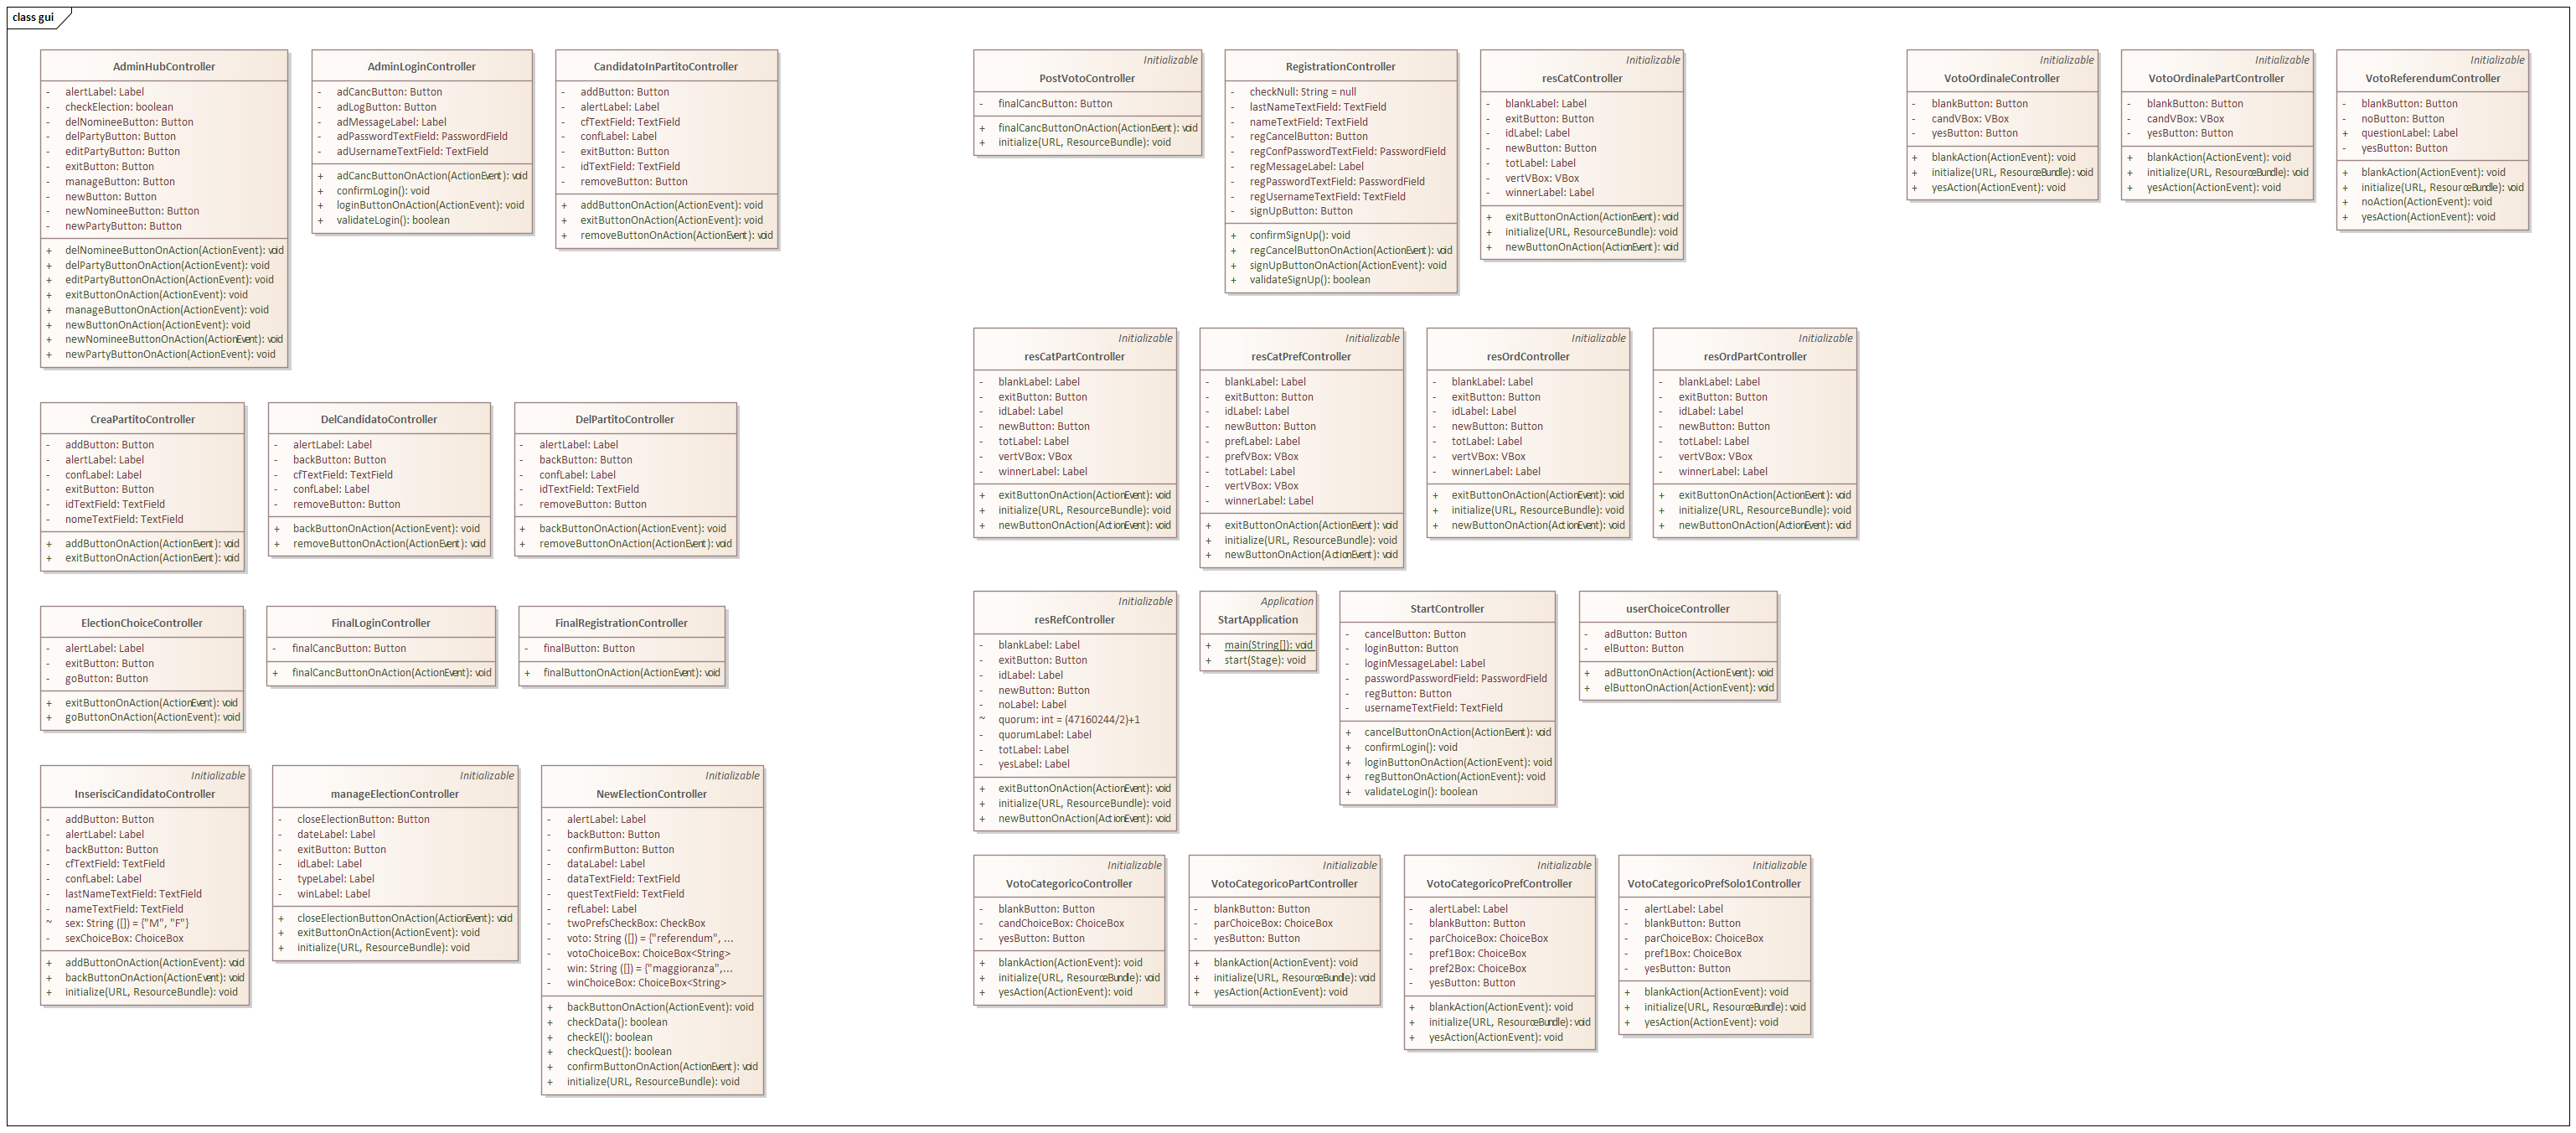 class gui
AdminHubController
- alertLabel: Label
- checkElection: boolean
- delNomineeButton: Button
- delPartyButton: Button
- editPartyButton: Button
- exitButton: Button
- manageButton: Button
- newButton: Button
- newNomineeButton: Button
- newPartyButton: Button
+ delNomineeButtonOnAction(ActionEvent): void
+ delPartyButtonOnAction(ActionEvent): void
+ editPartyButtonOnAction(ActionEvent): void
+ exitButtonOnAction(ActionEvent): void
+ manageButtonOnAction(ActionEvent): void
+ newButtonOnAction(ActionEvent): void
+ newNomineeButtonOnAction(ActionEvent): void
+ newPartyButtonOnAction(ActionEvent): void
AdminLoginController
- adCancButton: Button
- adLogButton: Button
- adMessageLabel: Label
- adPasswordTextField: PasswordField
- adUsernameTextField: TextField
+ adCancButtonOnAction(ActionEvent): void
+ confirmLogin(): void
+ loginButtonOnAction(ActionEvent): void
+ validateLogin(): boolean
CandidatoInPartitoController
- addButton: Button
- alertLabel: Label
- cfTextField: TextField
- confLabel: Label
- exitButton: Button
- idTextField: TextField
- removeButton: Button
+ addButtonOnAction(ActionEvent): void
+ exitButtonOnAction(ActionEvent): void
+ removeButtonOnAction(ActionEvent): void
Initializable
PostVotoController
- finalCancButton: Button
+ finalCancButtonOnAction(ActionEvent): void
+ initialize(URL, ResourceBundle): void
RegistrationController
- checkNull: String = null
- lastNameTextField: TextField
- nameTextField: TextField
- regCancelButton: Button
- regConfPasswordTextField: PasswordField
- regMessageLabel: Label
- regPasswordTextField: PasswordField
- regUsernameTextField: TextField
- signUpButton: Button
+ confirmSignUp(): void
+ regCancelButtonOnAction(ActionEvent): void
+ signUpButtonOnAction(ActionEvent): void
+ validateSignUp(): boolean
Initializable
resCatController
- blankLabel: Label
- exitButton: Button
- idLabel: Label
- newButton: Button
- totLabel: Label
- vertVBox: VBox
- winnerLabel: Label
+ exitButtonOnAction(ActionEvent): void
+ initialize(URL, ResourceBundle): void
+ newButtonOnAction(ActionEvent): void
Initializable
VotoOrdinaleController
- blankButton: Button
- candVBox: VBox
- yesButton: Button
+ blankAction(ActionEvent): void
+ initialize(URL, ResourceBundle): void
+ yesAction(ActionEvent): void
Initializable
VotoOrdinalePartController
- blankButton: Button
- candVBox: VBox
- yesButton: Button
+ blankAction(ActionEvent): void
+ initialize(URL, ResourceBundle): void
+ yesAction(ActionEvent): void
Initializable
VotoReferendumController
- blankButton: Button
- noButton: Button
+ questionLabel: Label
- yesButton: Button
+ blankAction(ActionEvent): void
+ initialize(URL, ResourceBundle): void
+ noAction(ActionEvent): void
+ yesAction(ActionEvent): void
Initializable
resCatPartController
- blankLabel: Label
- exitButton: Button
- idLabel: Label
- newButton: Button
- totLabel: Label
- vertVBox: VBox
- winnerLabel: Label
+ exitButtonOnAction(ActionEvent): void
+ initialize(URL, ResourceBundle): void
+ newButtonOnAction(ActionEvent): void
Initializable
resCatPrefController
- blankLabel: Label
- exitButton: Button
- idLabel: Label
- newButton: Button
- prefLabel: Label
- prefVBox: VBox
- totLabel: Label
- vertVBox: VBox
- winnerLabel: Label
+ exitButtonOnAction(ActionEvent): void
+ initialize(URL, ResourceBundle): void
+ newButtonOnAction(ActionEvent): void
Initializable
resOrdController
- blankLabel: Label
- exitButton: Button
- idLabel: Label
- newButton: Button
- totLabel: Label
- vertVBox: VBox
- winnerLabel: Label
+ exitButtonOnAction(ActionEvent): void
+ initialize(URL, ResourceBundle): void
+ newButtonOnAction(ActionEvent): void
Initializable
resOrdPartController
- blankLabel: Label
- exitButton: Button
- idLabel: Label
- newButton: Button
- totLabel: Label
- vertVBox: VBox
- winnerLabel: Label
+ exitButtonOnAction(ActionEvent): void
+ initialize(URL, ResourceBundle): void
+ newButtonOnAction(ActionEvent): void
CreaPartitoController
- addButton: Button
- alertLabel: Label
- confLabel: Label
- exitButton: Button
- idTextField: TextField
- nomeTextField: TextField
+ addButtonOnAction(ActionEvent): void
+ exitButtonOnAction(ActionEvent): void
DelCandidatoController
- alertLabel: Label
- backButton: Button
- cfTextField: TextField
- confLabel: Label
- removeButton: Button
+ backButtonOnAction(ActionEvent): void
+ removeButtonOnAction(ActionEvent): void
DelPartitoController
- alertLabel: Label
- backButton: Button
- confLabel: Label
- idTextField: TextField
- removeButton: Button
+ backButtonOnAction(ActionEvent): void
+ removeButtonOnAction(ActionEvent): void
ElectionChoiceController
- alertLabel: Label
- exitButton: Button
- goButton: Button
+ exitButtonOnAction(ActionEvent): void
+ goButtonOnAction(ActionEvent): void
FinalLoginController
- finalCancButton: Button
+ finalCancButtonOnAction(ActionEvent): void
FinalRegistrationController
- finalButton: Button
+ finalButtonOnAction(ActionEvent): void
Initializable
resRefController
- blankLabel: Label
- exitButton: Button
- idLabel: Label
- newButton: Button
- noLabel: Label
~ quorum: int = (47160244/2)+1
- quorumLabel: Label
- totLabel: Label
- yesLabel: Label
+ exitButtonOnAction(ActionEvent): void
+ initialize(URL, ResourceBundle): void
+ newButtonOnAction(ActionEvent): void
Application
StartApplication
+ main(String[]): void
+ start(Stage): void
StartController
- cancelButton: Button
- loginButton: Button
- loginMessageLabel: Label
- passwordPasswordField: PasswordField
- regButton: Button
- usernameTextField: TextField
+ cancelButtonOnAction(ActionEvent): void
+ confirmLogin(): void
+ loginButtonOnAction(ActionEvent): void
+ regButtonOnAction(ActionEvent): void
+ validateLogin(): boolean
userChoiceController
- adButton: Button
- elButton: Button
+ adButtonOnAction(ActionEvent): void
+ elButtonOnAction(ActionEvent): void
Initializable
InserisciCandidatoController
- addButton: Button
- alertLabel: Label
- backButton: Button
- cfTextField: TextField
- confLabel: Label
- lastNameTextField: TextField
- nameTextField: TextField
~ sex: String ([]) = {"M", "F"}
- sexChoiceBox: ChoiceBox
+ addButtonOnAction(ActionEvent): void
+ backButtonOnAction(ActionEvent): void
+ initialize(URL, ResourceBundle): void
Initializable
manageElectionController
- closeElectionButton: Button
- dateLabel: Label
- exitButton: Button
- idLabel: Label
- typeLabel: Label
- winLabel: Label
+ closeElectionButtonOnAction(ActionEvent): void
+ exitButtonOnAction(ActionEvent): void
+ initialize(URL, ResourceBundle): void
Initializable
NewElectionController
- alertLabel: Label
- backButton: Button
- confirmButton: Button
- dataLabel: Label
- dataTextField: TextField
- questTextField: TextField
- refLabel: Label
- twoPrefsCheckBox: CheckBox
- voto: String ([]) = {"referendum", ...
- votoChoiceBox: ChoiceBox<String>
- win: String ([]) = {"maggioranza",...
- winChoiceBox: ChoiceBox<String>
+ backButtonOnAction(ActionEvent): void
+ checkData(): boolean
+ checkEl(): boolean
+ checkQuest(): boolean
+ confirmButtonOnAction(ActionEvent): void
+ initialize(URL, ResourceBundle): void
Initializable
VotoCategoricoController
- blankButton: Button
- candChoiceBox: ChoiceBox
- yesButton: Button
+ blankAction(ActionEvent): void
+ initialize(URL, ResourceBundle): void
+ yesAction(ActionEvent): void
Initializable
VotoCategoricoPartController
- blankButton: Button
- parChoiceBox: ChoiceBox
- yesButton: Button
+ blankAction(ActionEvent): void
+ initialize(URL, ResourceBundle): void
+ yesAction(ActionEvent): void
Initializable
VotoCategoricoPrefController
- alertLabel: Label
- blankButton: Button
- parChoiceBox: ChoiceBox
- pref1Box: ChoiceBox
- pref2Box: ChoiceBox
- yesButton: Button
+ blankAction(ActionEvent): void
+ initialize(URL, ResourceBundle): void
+ yesAction(ActionEvent): void
Initializable
VotoCategoricoPrefSolo1Controller
- alertLabel: Label
- blankButton: Button
- parChoiceBox: ChoiceBox
- pref1Box: ChoiceBox
- yesButton: Button
+ blankAction(ActionEvent): void
+ initialize(URL, ResourceBundle): void
+ yesAction(ActionEvent): void